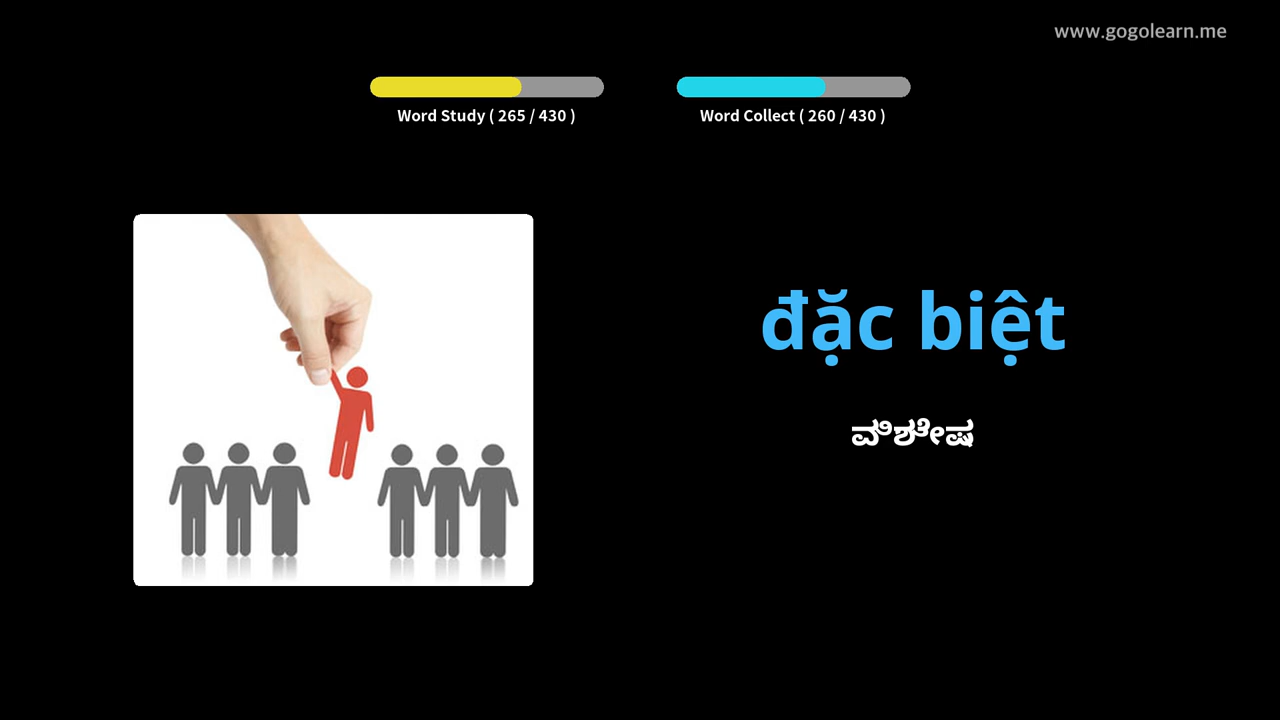 www.gogolearn.me
Word Study ( 265 / 430 )
Word Collect ( 260 / 430 )
đặc biệt
ವಿಶೇಷ